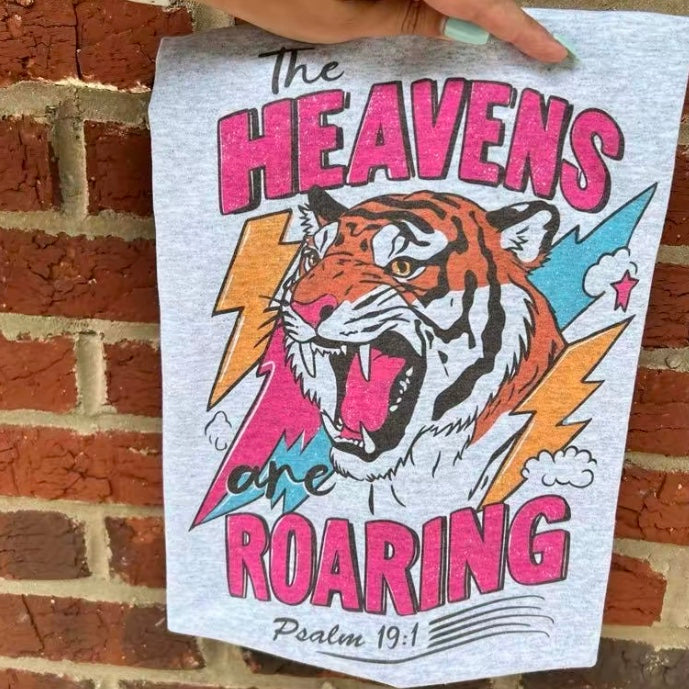 The
HEAVENS
are
ROARING
Psalm 19:1